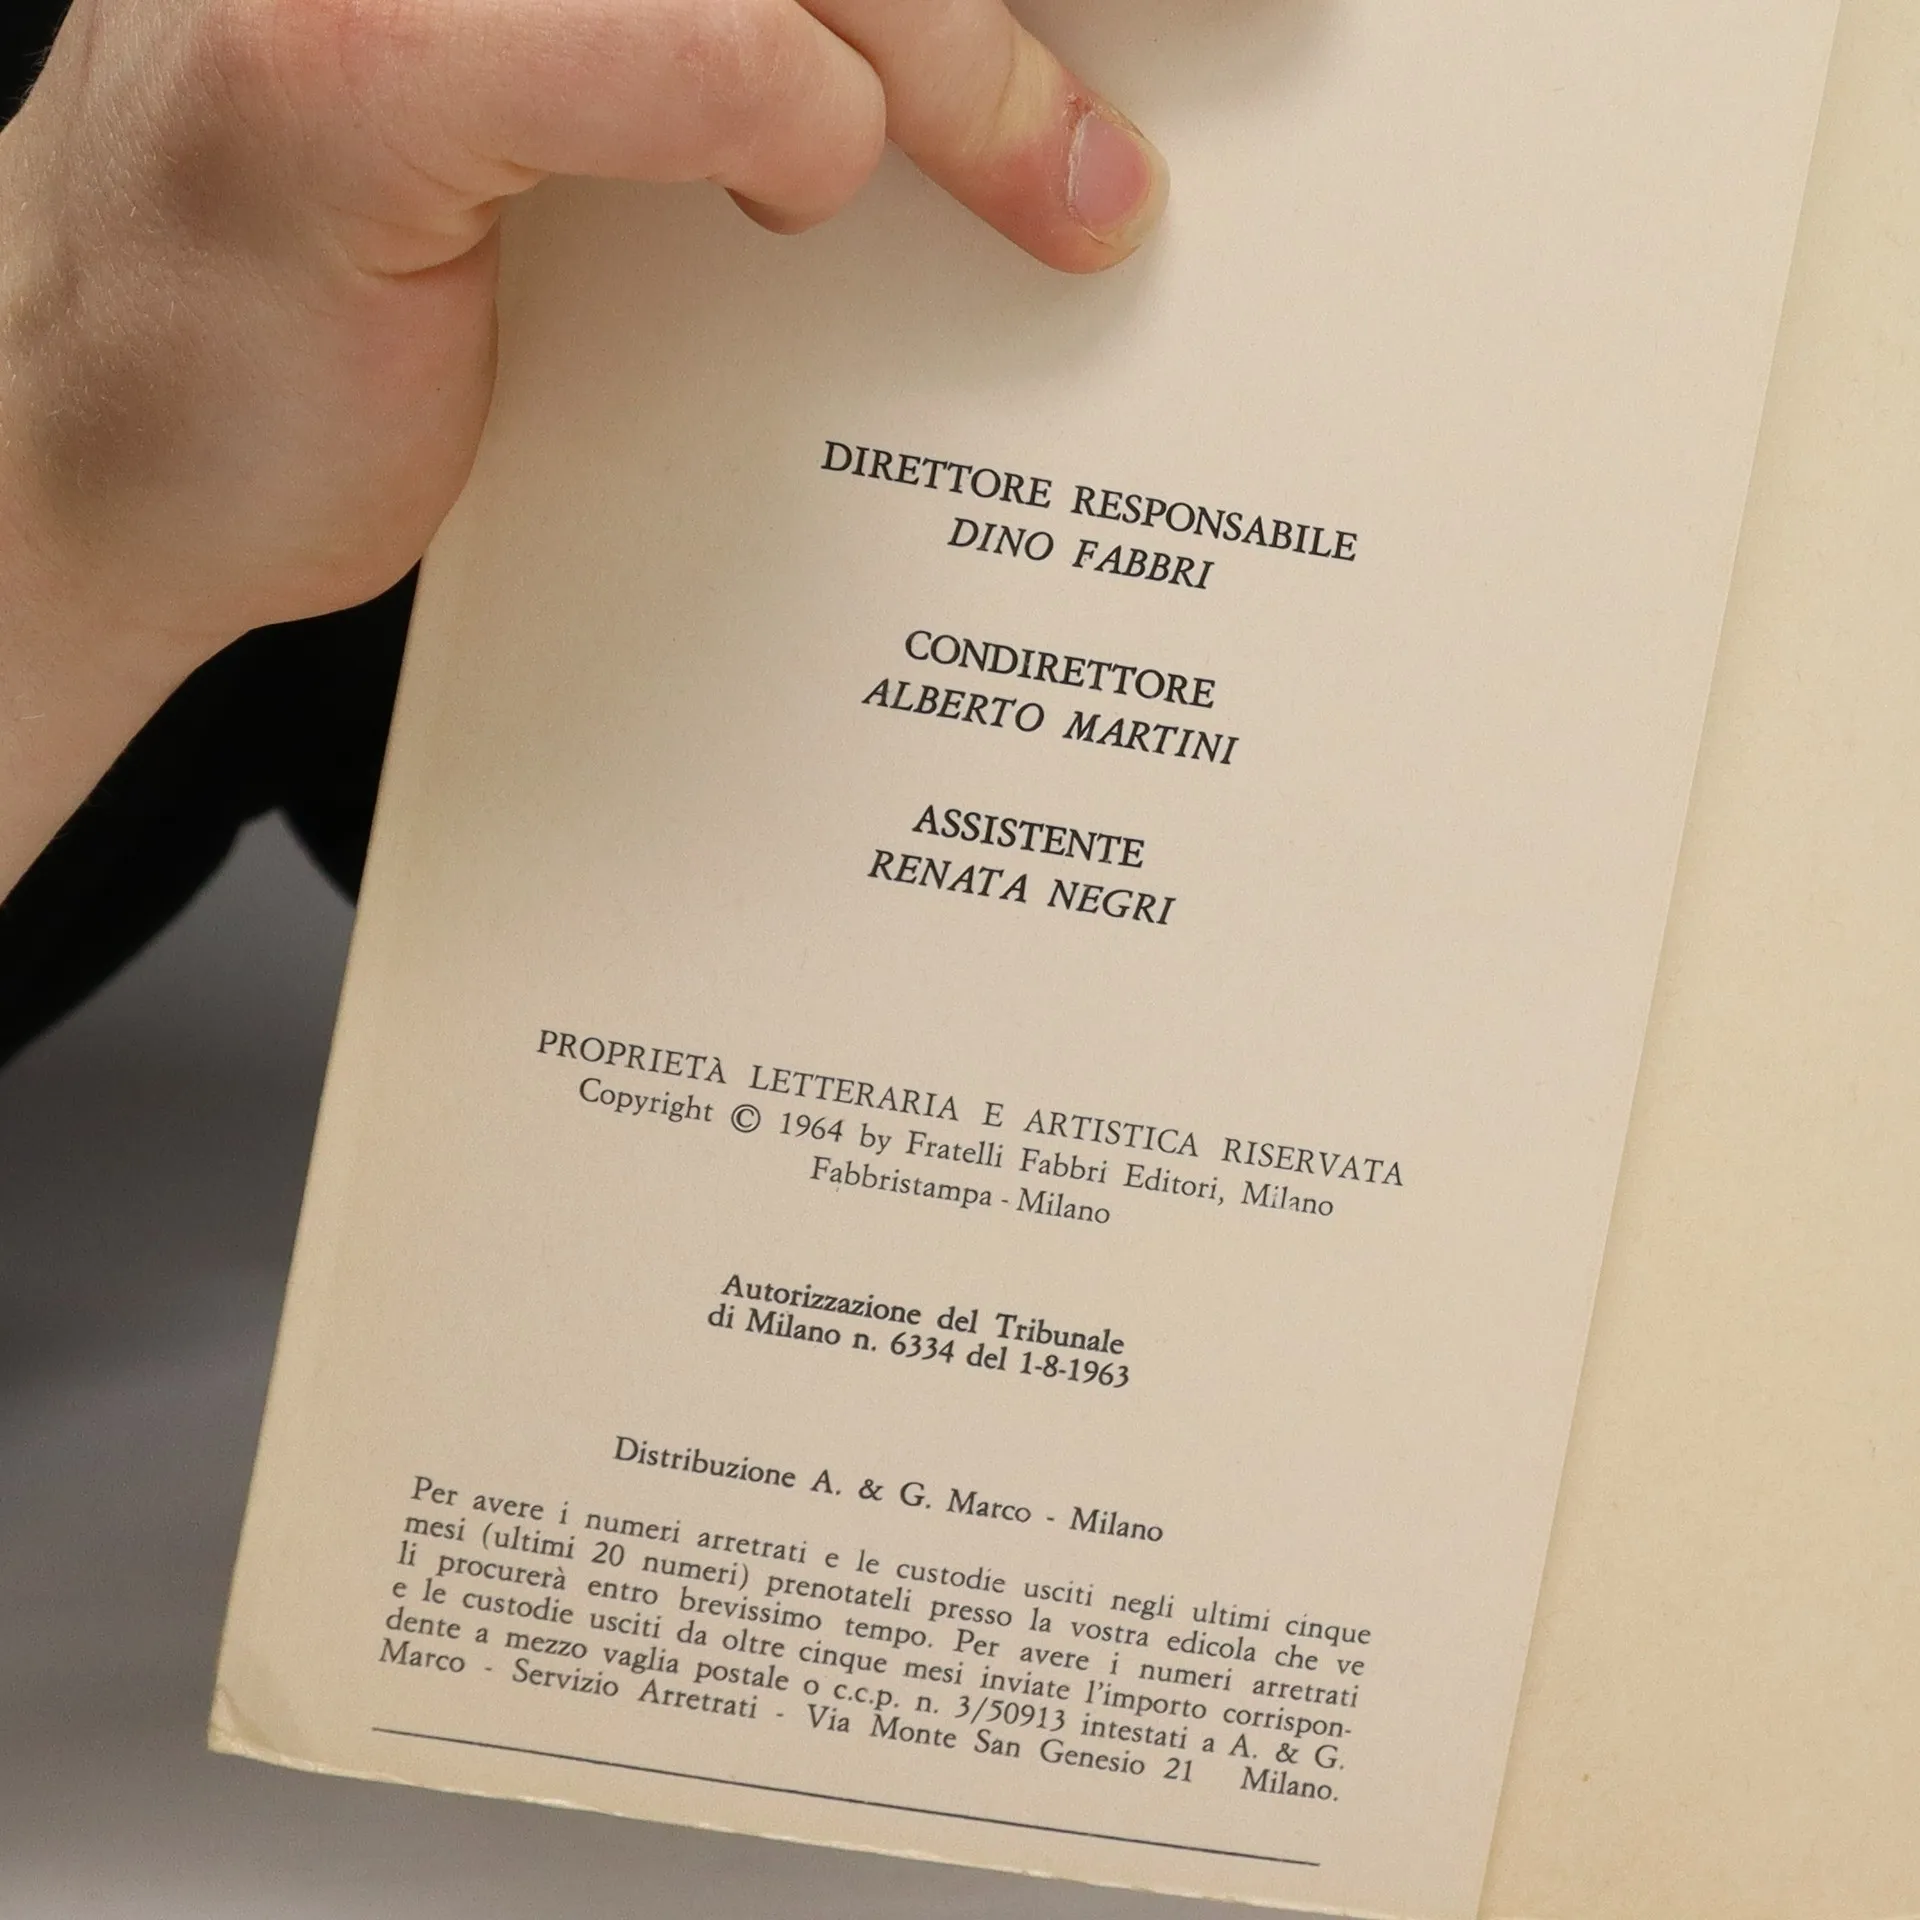 DIRETTORE RESPONSABILE
DINO FABBRI
CONDIRETTORE
ALBERTO MARTINI
ASSISTENTE
RENATA NEGRI
PROPRIETÀ LETTERARIA E ARTISTICA RISERVATA
Copyright © 1964 by Fratelli Fabbri Editori, Milano
Fabbristampa - Milano
Autorizzazione del Tribunale
di Milano n. 6334 del 1-8-1963
Distribuzione A. & G. Marco - Milano
Per avere i numeri arretrati e le custodie usciti negli ultimi cinque
mesi (ultimi 20 numeri) prenotateli presso la vostra edicola che ve
li procurerà entro brevissimo tempo. Per avere i numeri arretrati
e le custodie usciti da oltre cinque mesi inviate l'importo corrispon-
dente a mezzo vaglia postale o c.c.p. n. 3/50913 intestati a A. & G.
Marco - Servizio Arretrati - Via Monte San Genesio 21 Milano.